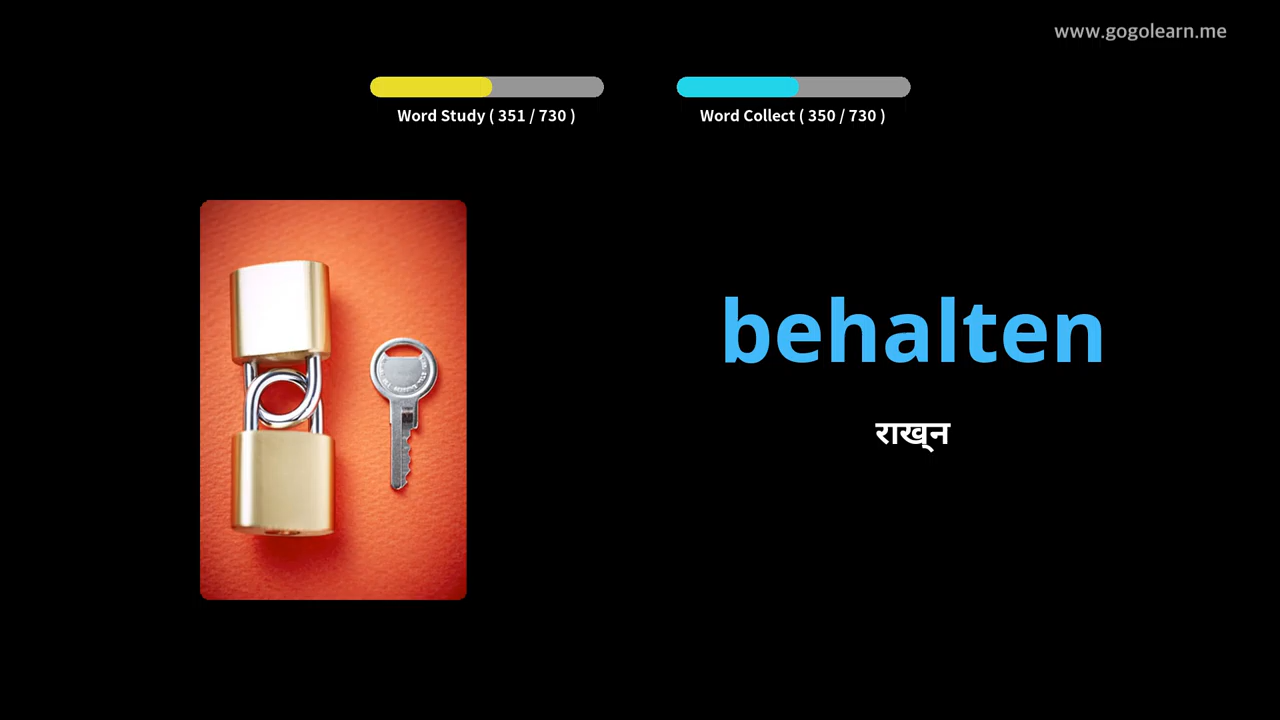 www.gogolearn.me
Word Study ( 351 / 730 )
Word Collect ( 350 / 730 )
behalten
राख्न